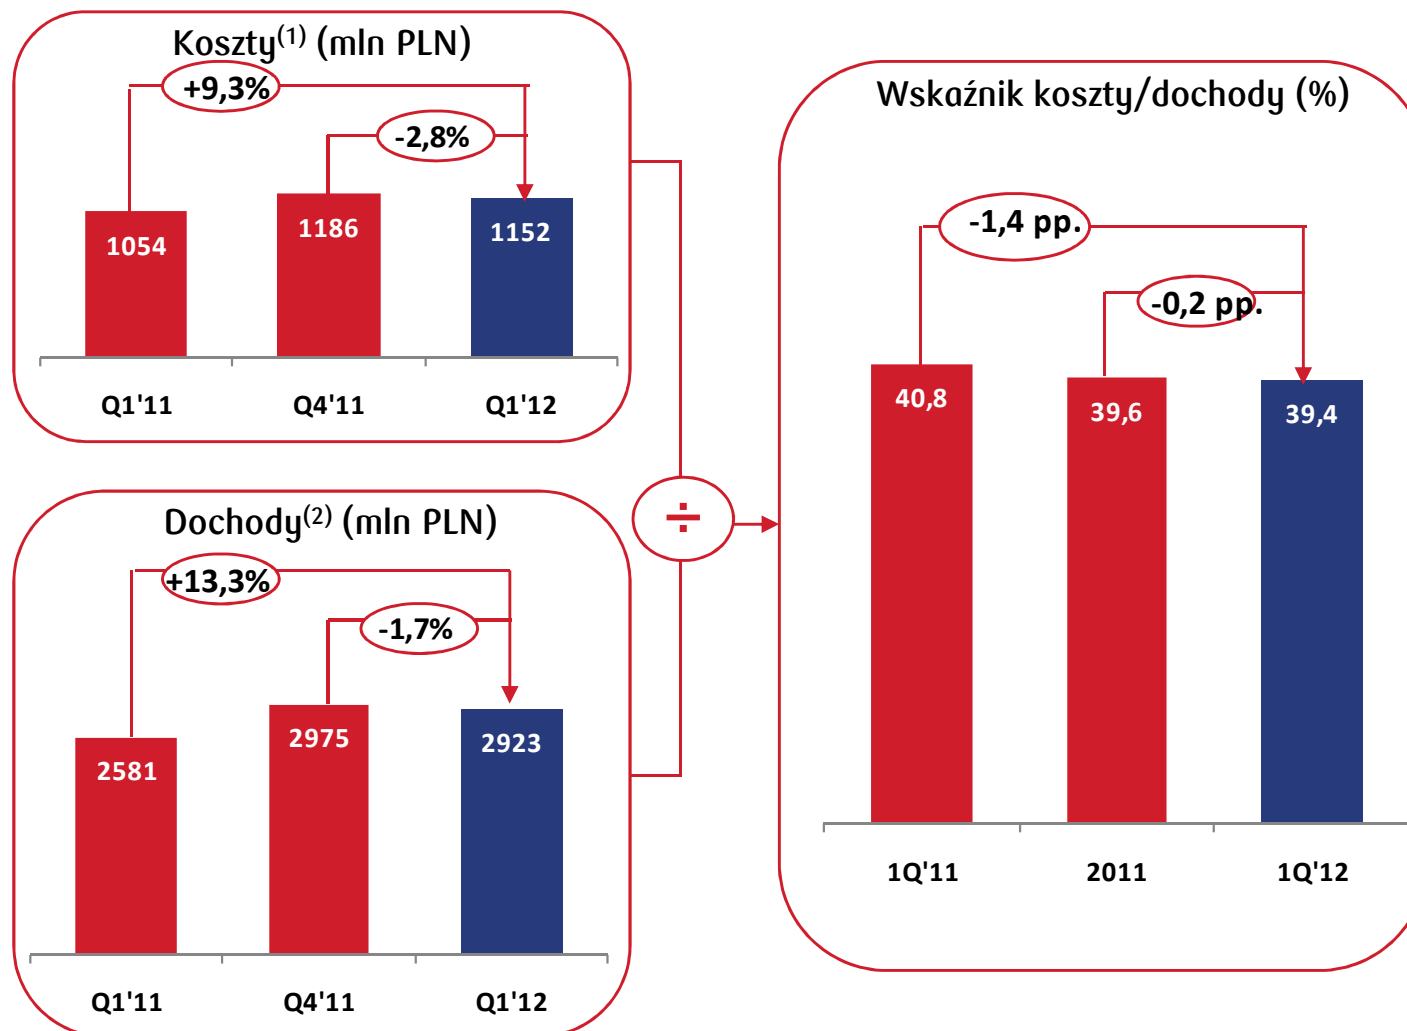 Koszty(1) (mln PLN)
+9,3%
-2,8%
1054
1186
1152
Q1'11
Q4'11
Q1'12
Dochody(2) (mln PLN)
+13,3%
-1,7%
2581
2975
2923
Q1'11
Q4'11
Q1'12
÷
Wskaźnik koszty/dochody (%)
-1,4 pp.
-0,2 pp.
40,8
39,6
39,4
1Q'11
2011
1Q'12